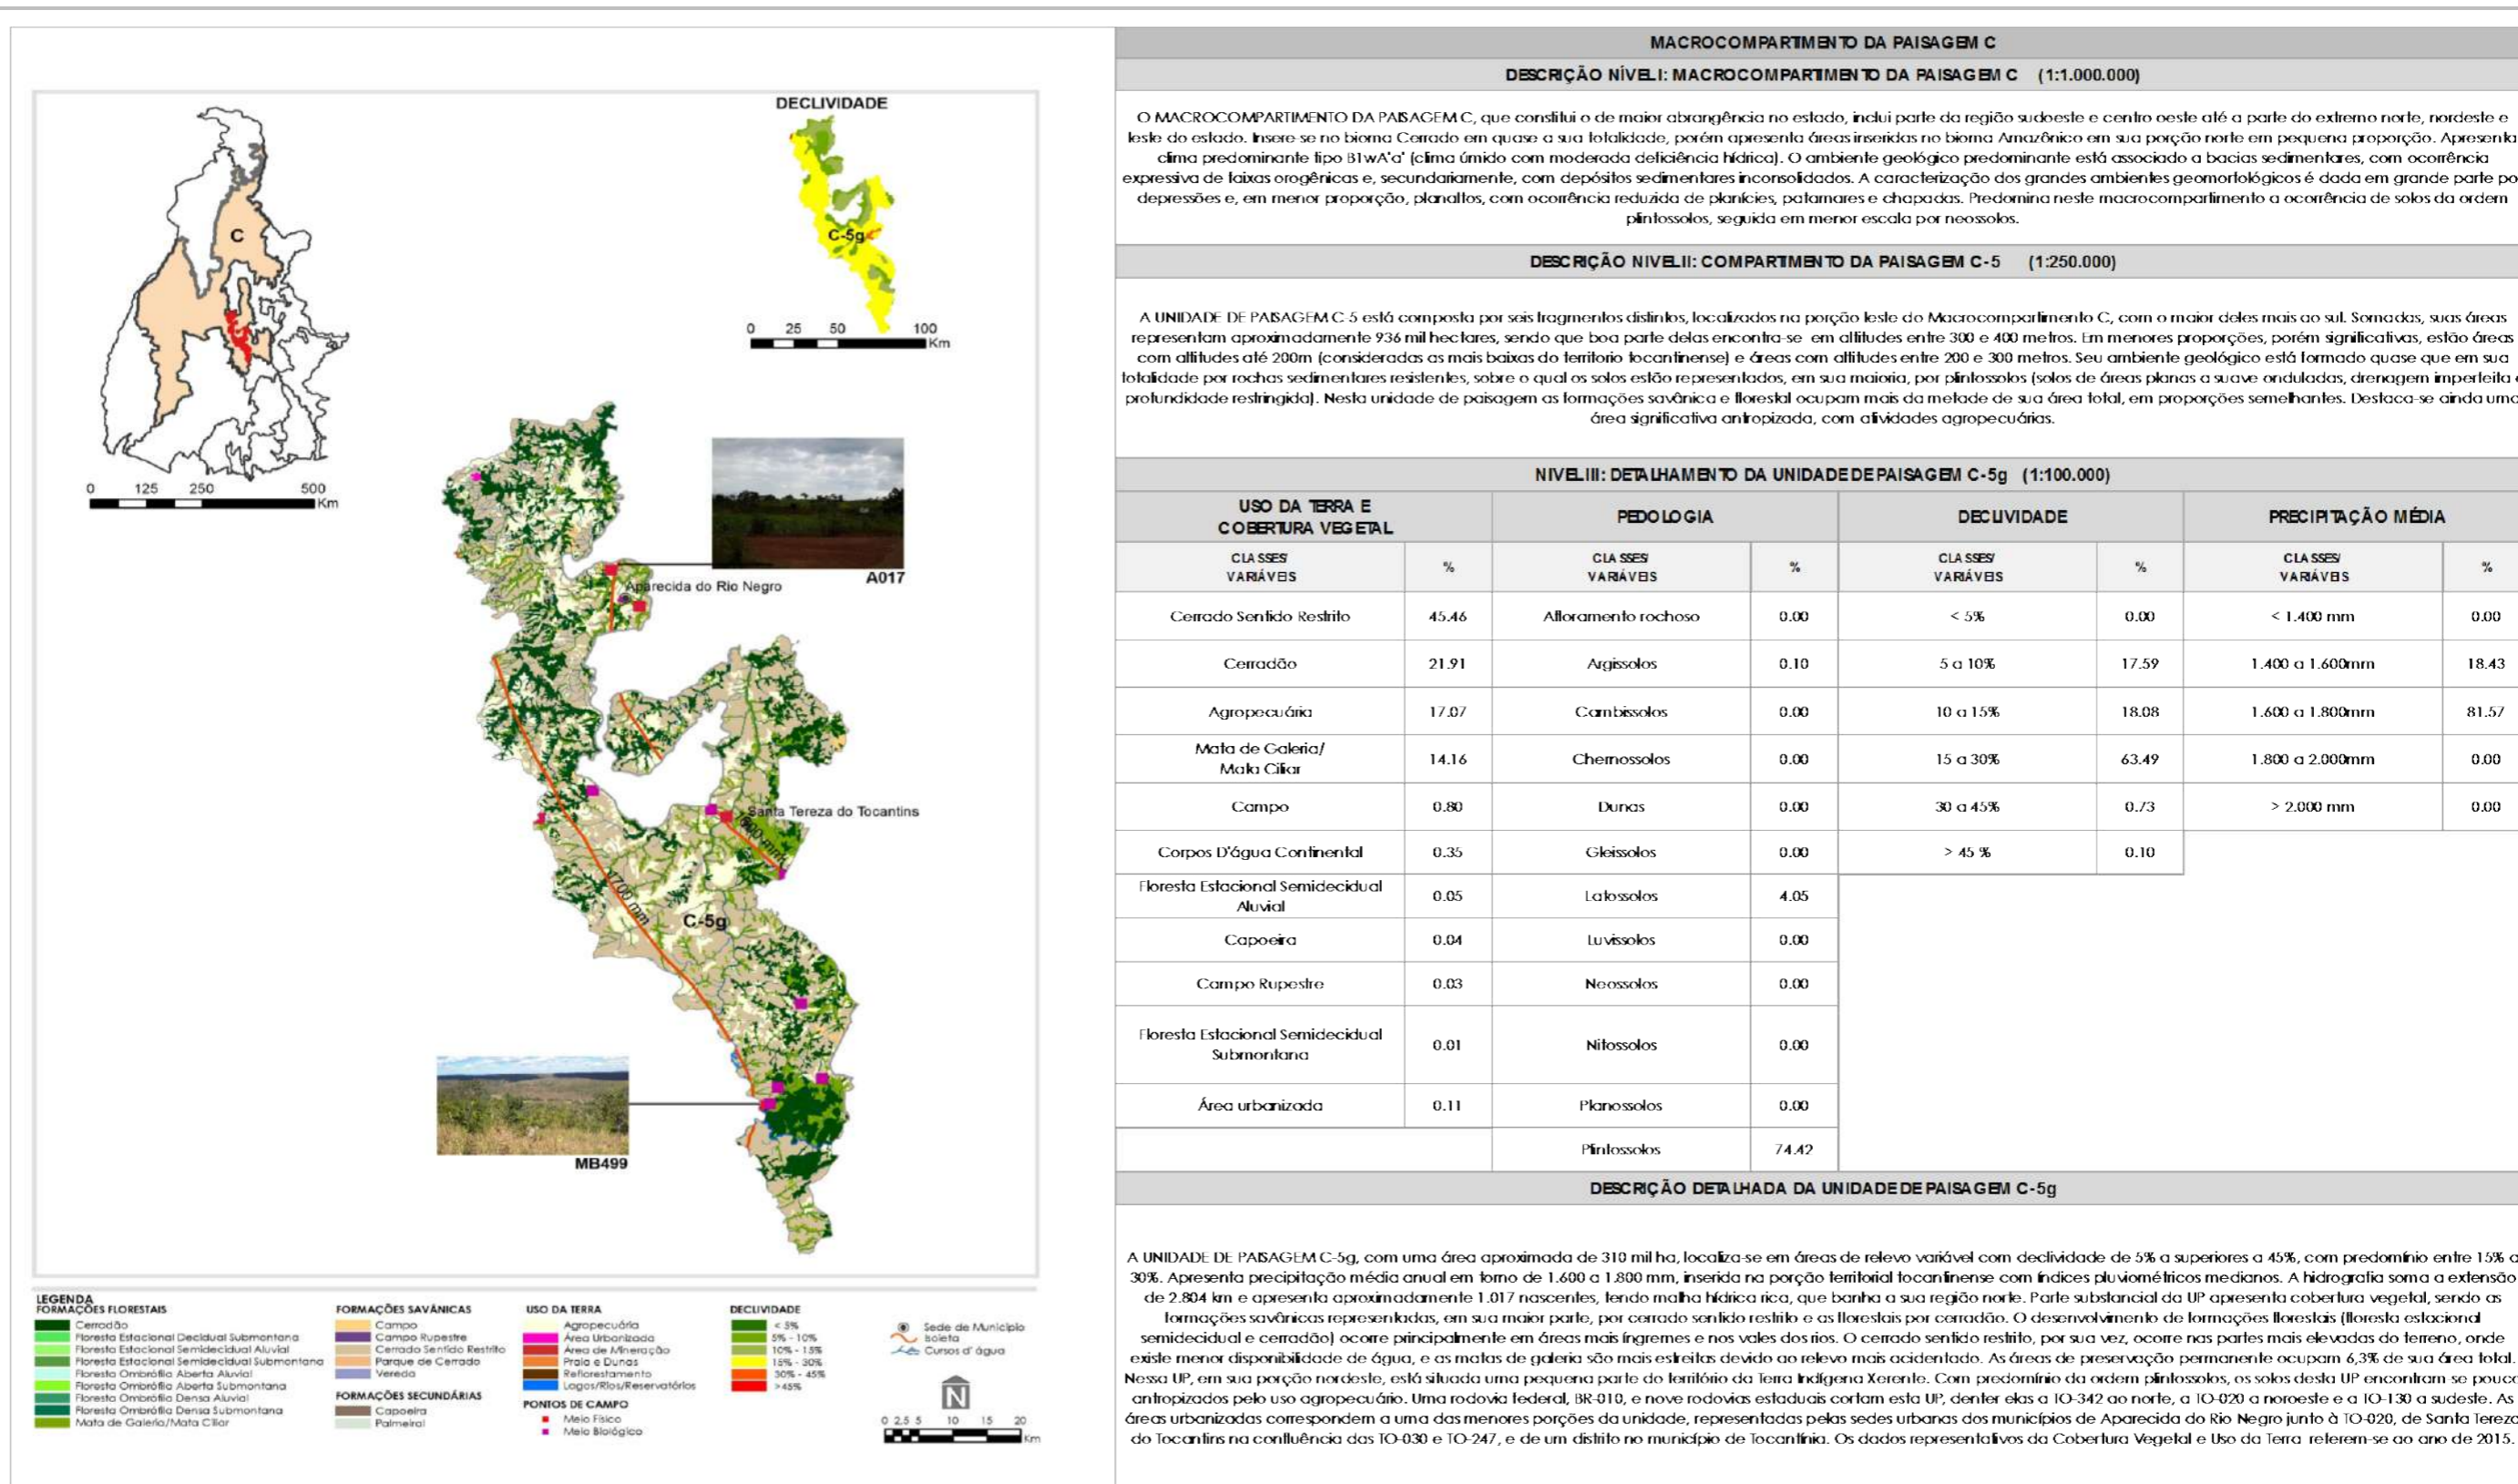 DECLIVIDADE
C
C-5g
0 25 50 100
Km
0 125 250 500
Km
A017
Aparecida do Rio Negro
Santa Tereza do Tocantins
1700 mm
C-5g
MB499
LEGENDA
FORMAÇÕES FLORESTAIS
Cerradão
Floresta Estacional Decidual Submontana
Floresta Estacional Semidecidual Aluvial
Floresta Estacional Semidecidual Submontana
Floresta Ombrófila Aberta Aluvial
Floresta Ombrófila Aberta Submontana
Floresta Ombrófila Densa Aluvial
Floresta Ombrófila Densa Submontana
Mata de Galeria/Mata Ciliar
FORMAÇÕES SAVÂNICAS
Campo
Campo Rupestre
Cerrado Sentido Restrito
Parque de Cerrado
Vereda
FORMAÇÕES SECUNDÁRIAS
Capoeira
Palmeiral
USO DA TERRA
Agropecuária
Área Urbanizada
Área de Mineração
Praia e Dunas
Reflorestamento
Lagos/Rios/Reservatórios
PONTOS DE CAMPO
Meio Físico
Meio Biológico
DECLIVIDADE
< 5%
5% - 10%
10% - 15%
15% - 30%
30% - 45%
>45%
Sede de Município
Isoieta
Cursos d' água
N
0 2,5 5 10 15 20
Km
MACROCOMPARTIMENTO DA PAISAGEM C
DESCRIÇÃO NÍVEL I: MACROCOMPARTIMENTO DA PAISAGEM C (1:1.000.000)
O MACROCOMPARTIMENTO DA PAISAGEM C, que constitui o de maior abrangência no estado, inclui parte da região sudoeste e centro oeste até a parte do extremo norte, nordeste e
leste do estado. Insere-se no bioma Cerrado em quase a sua totalidade, porém apresenta áreas inseridas no bioma Amazônico em sua porção norte em pequena proporção. Apresenta
clima predominante tipo B1wA'a' (clima úmido com moderada deficiência hídrica). O ambiente geológico predominante está associado a bacias sedimentares, com ocorrência
expressiva de faixas orogênicas e, secundariamente, com depósitos sedimentares inconsolidados. A caracterização dos grandes ambientes geomorfológicos é dada em grande parte po
depressões e, em menor proporção, planaltos, com ocorrência reduzida de planícies, patamares e chapadas. Predomina neste macrocompartimento a ocorrência de solos da ordem
plintossolos, seguida em menor escala por neossolos.
DESCRIÇÃO NIVEL II: COMPARTIMENTO DA PAISAGEM C-5 (1:250.000)
A UNIDADE DE PAISAGEM C-5 está composta por seis fragmentos distintos, localizados na porção leste do Macrocompartimento C, com o maior deles mais ao sul. Somadas, suas áreas
representam aproximadamente 936 mil hectares, sendo que boa parte delas encontra-se em altitudes entre 300 e 400 metros. Em menores proporções, porém significativas, estão áreas
com altitudes até 200m (consideradas as mais baixas do territorio tocantinense) e áreas com altitudes entre 200 e 300 metros. Seu ambiente geológico está formado quase que em sua
totalidade por rochas sedimentares resistentes, sobre o qual os solos estão representados, em sua maioria, por plintossolos (solos de áreas planas a suave onduladas, drenagem imperfeita e
profundidade restringida). Nesta unidade de paisagem as formações savânica e florestal ocupam mais da metade de sua área total, em proporções semelhantes. Destaca-se ainda uma
área significativa antropizada, com atividades agropecuárias.
NIVEL III: DETALHAMENTO DA UNIDADE DE PAISAGEM C-5g (1:100.000)
USO DA TERRA E
COBERTURA VEGETAL
PEDOLOGIA DECLIVIDADE PRECIPITAÇÃO MÉDIA
CLASSES/
VARIÁVEIS % CLASSES/
VARIÁVEIS % CLASSES/
VARIÁVEIS % CLASSES/
VARIÁVEIS %
Cerrado Sentido Restrito 45.46 Afloramento rochoso 0.00 < 5% 0.00 < 1.400 mm 0.00
Cerradão 21.91 Argissolos 0.10 5 a 10% 17.59 1.400 a 1.600mm 18.43
Agropecuária 17.07 Cambissolos 0.00 10 a 15% 18.08 1.600 a 1.800mm 81.57
Mata de Galeria/
Mata Ciliar 14.16 Chernossolos 0.00 15 a 30% 63.49 1.800 a 2.000mm 0.00
Campo 0.80 Dunas 0.00 30 a 45% 0.73 > 2.000 mm 0.00
Corpos D'água Continental 0.35 Gleissolos 0.00 > 45 % 0.10
Floresta Estacional Semidecidual
Aluvial 0.05 Latossolos 4.05
Capoeira 0.04 Luvissolos 0.00
Campo Rupestre 0.03 Neossolos 0.00
Floresta Estacional Semidecidual
Submontana 0.01 Nitossolos 0.00
Área urbanizada 0.11 Planossolos 0.00
Plintossolos 74.42
DESCRIÇÃO DETALHADA DA UNIDADE DE PAISAGEM C-5g
A UNIDADE DE PAISAGEM C-5g, com uma área aproximada de 310 mil ha, localiza-se em áreas de relevo variável com declividade de 5% a superiores a 45%, com predomínio entre 15% a
30%. Apresenta precipitação média anual em torno de 1.600 a 1.800 mm, inserida na porção territorial tocantinense com índices pluviométricos medianos. A hidrografia soma a extensão
de 2.804 km e apresenta aproximadamente 1.017 nascentes, tendo malha hídrica rica, que banha a sua região norte. Parte substancial da UP apresenta cobertura vegetal, sendo as
formações savânicas representadas, em sua maior parte, por cerrado sentido restrito e as florestais por cerradão. O desenvolvimento de formações florestais (floresta estacional
semidecidual e cerradão) ocorre principalmente em áreas mais íngremes e nos vales dos rios. O cerrado sentido restrito, por sua vez, ocorre nas partes mais elevadas do terreno, onde
existe menor disponibilidade de água, e as matas de galeria são mais estreitas devido ao relevo mais acidentado. As áreas de preservação permanente ocupam 6,3% de sua área total.
Nessa UP, em sua porção nordeste, está situada uma pequena parte do território da Terra Indígena Xerente. Com predomínio da ordem plintossolos, os solos desta UP encontram-se pouco
antropizados pelo uso agropecuário. Uma rodovia federal, BR-010, e nove rodovias estaduais cortam esta UP, denter elas a TO-342 ao norte, a TO-020 a noroeste e a TO-130 a sudeste. As
áreas urbanizadas correspondem a uma das menores porções da unidade, representadas pelas sedes urbanas dos municípios de Aparecida do Rio Negro junto à TO-020, de Santa Tereza
do Tocantins na confluência das TO-030 e TO-247, e de um distrito no município de Tocantínia. Os dados representativos da Cobertura Vegetal e Uso da Terra referem-se ao ano de 2015.